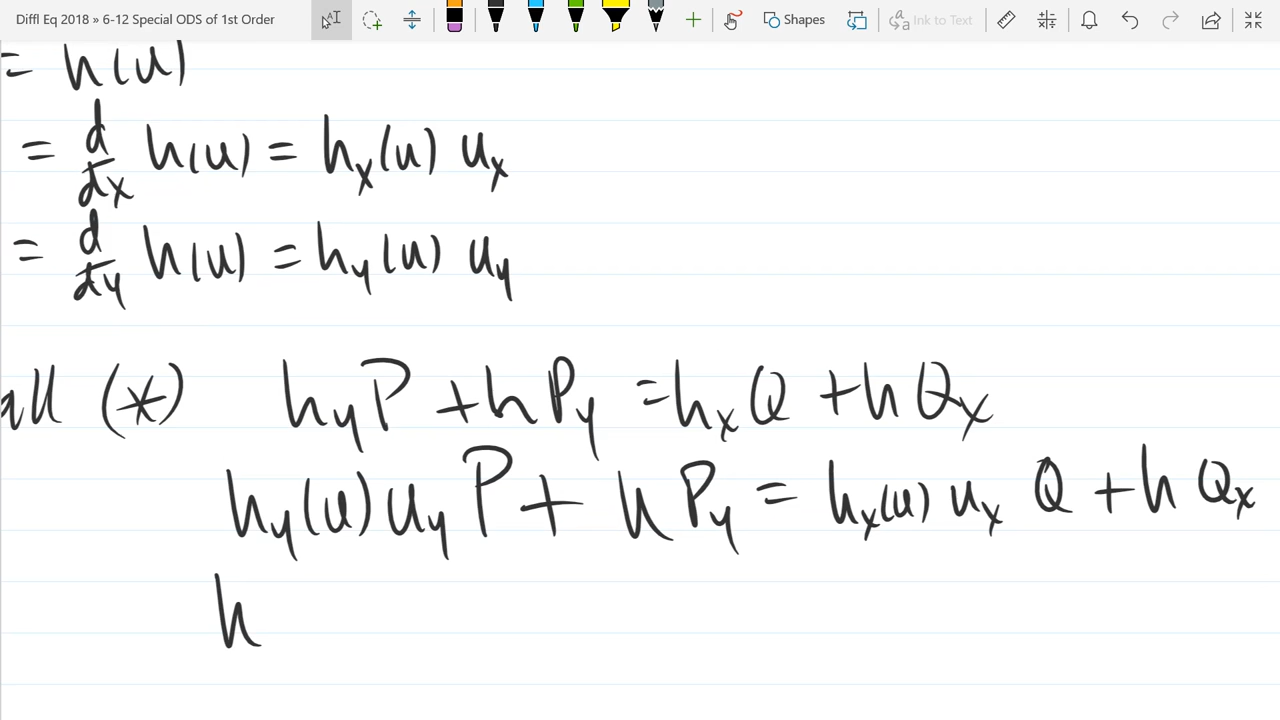 Diffl Eq 2018 » 6-12 Special ODS of 1st Order
Shapes
Ink to Text
= h(u)
= d/dx h(u) = h_x(u) u_x
= d/dy h(u) = h_y(u) u_y
all (*) h_y P + h P_y = h_x Q + h Q_x
h_y(u) u_y P + h P_y = h_x(u) u_x Q + h Q_x
h